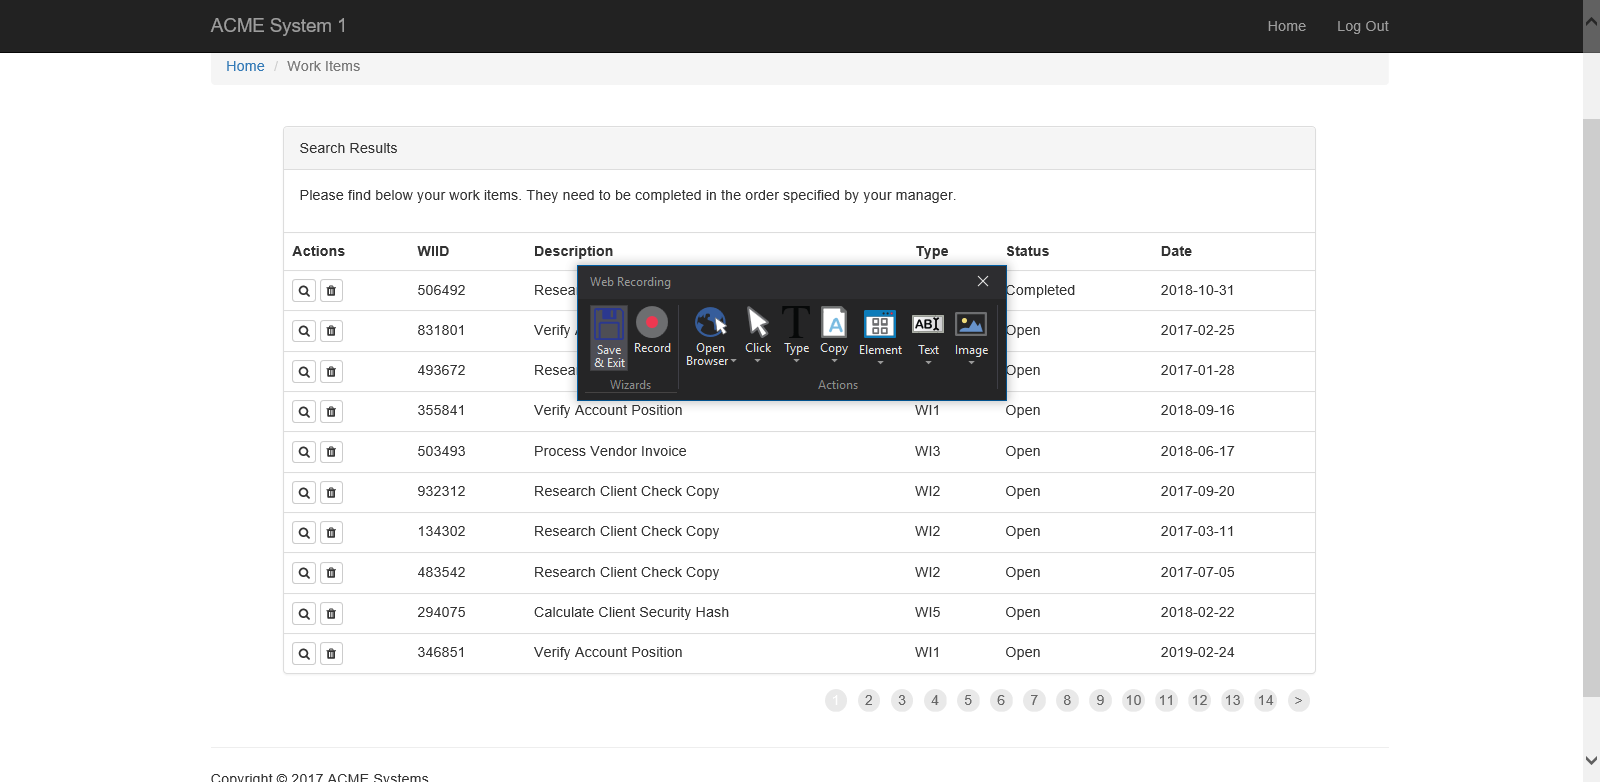 ACME System 1 Home Log Out
Home / Work Items
Search Results
Please find below your work items. They need to be completed in the order specified by your manager.
Actions WIID Description Type Status Date
506492 Completed 2018-10-31
831801 Verify Open 2017-02-25
493672 Open 2017-01-28
355841 Verify Account Position WI1 Open 2018-09-16
503493 Process Vendor Invoice WI3 Open 2018-06-17
932312 Research Client Check Copy WI2 Open 2017-09-20
134302 Research Client Check Copy WI2 Open 2017-03-11
483542 Research Client Check Copy WI2 Open 2017-07-05
294075 Calculate Client Security Hash WI5 Open 2018-02-22
346851 Verify Account Position WI1 Open 2019-02-24
Web Recording
Save & Exit Record Open Browser Click Type Copy Element Text Image
Wizards Actions
1 2 3 4 5 6 7 8 9 10 11 12 13 14 >
Copyright © 2017 ACME Systems